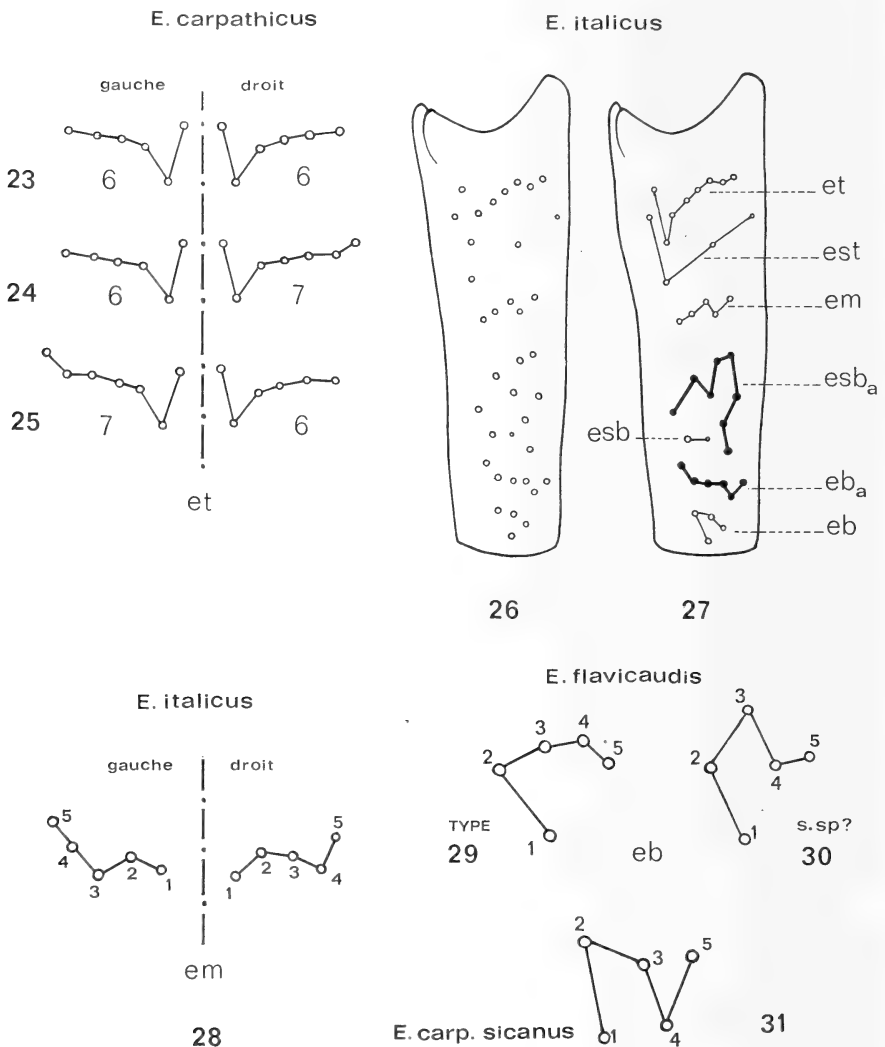 E. carpathicus
E. italicus
gauche droit
23 6 6
24 6 7
25 7 6
et
et
est
em
esbₐ
esb
ebₐ
eb
26 27
E. italicus
gauche droit
5 4 3 2 1
1 2 3 4 5
em
28
E. flavicaudis
1 2 3 4 5
TYPE
29
eb
1 2 3 4 5
s.sp?
30
1 2 3 4 5
31
E. carp. sicanus